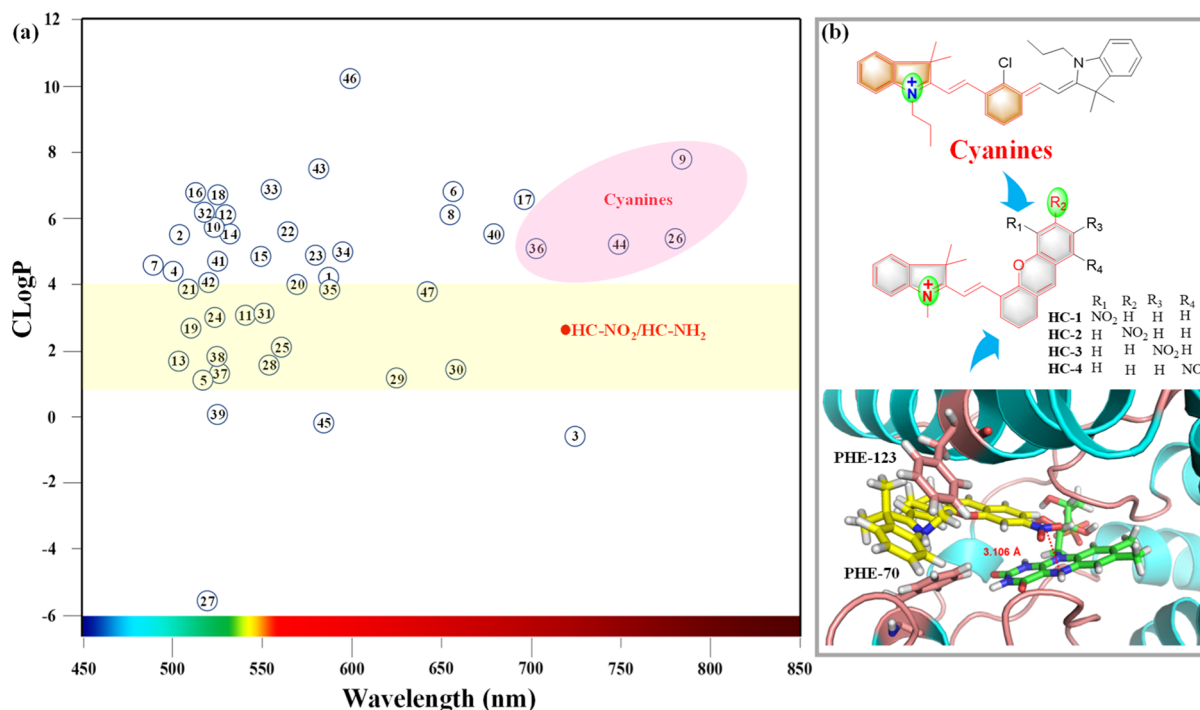 (a)
CLogP
12
10
8
6
4
2
0
-2
-4
-6
46
9
43
16
18
33
6
17
32
12
8
Cyanines
10
2
14
22
40
26
36
44
7
4
41
15
23
34
1
42
21
20
35
47
24
11
31
19
HC-NO2/HC-NH2
25
13
38
28
30
5
37
29
39
45
3
27
450
500
550
600
650
700
750
800
850
Wavelength (nm)
(b)
N
Cl
+
N
Cyanines
R2
R1
R3
R4
O
+
N
R1 R2 R3 R4
HC-1 NO2 H H H
HC-2 H NO2 H H
HC-3 H H NO2 H
HC-4 H H H NO
PHE-123
3.106 Å
PHE-70